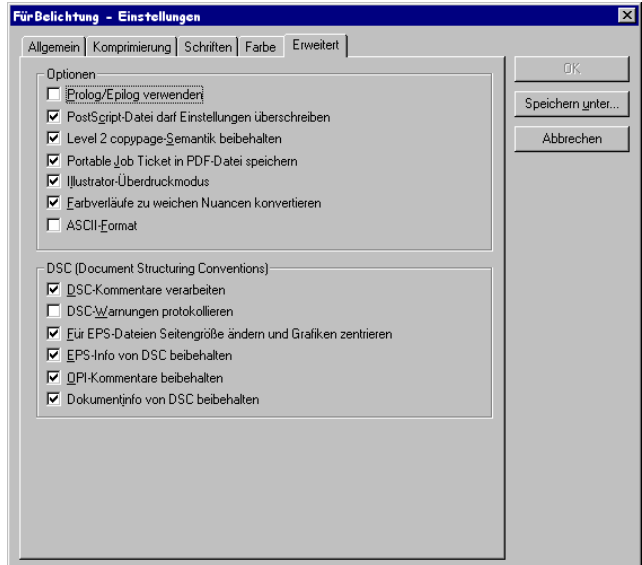 FürBelichtung - Einstellungen
Allgemein Komprimierung Schriften Farbe Erweitert
Optionen
Prolog/Epilog verwenden
PostScript-Datei darf Einstellungen überschreiben
Level 2 copypage-Semantik beibehalten
Portable Job Ticket in PDF-Datei speichern
Illustrator-Überdruckmodus
Farbverläufe zu weichen Nuancen konvertieren
ASCII-Format
DSC (Document Structuring Conventions)
DSC-Kommentare verarbeiten
DSC-Warnungen protokollieren
Für EPS-Dateien Seitengröße ändern und Grafiken zentrieren
EPS-Info von DSC beibehalten
OPI-Kommentare beibehalten
Dokumentinfo von DSC beibehalten
OK
Speichern unter...
Abbrechen